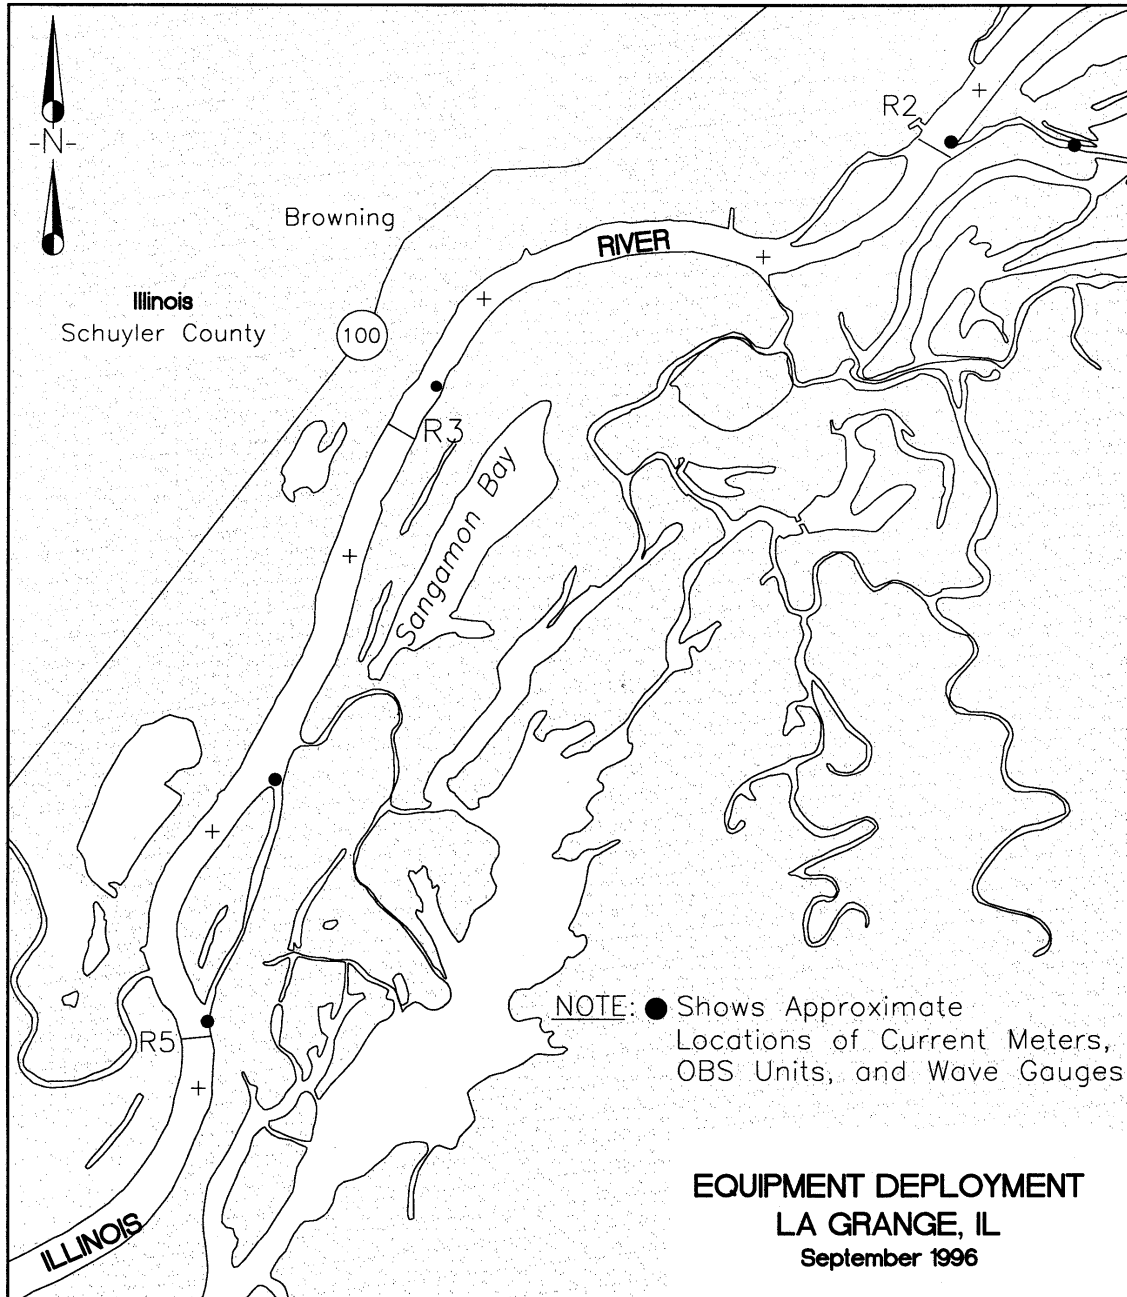 R2
-N-
Browning
RIVER
Illinois
Schuyler County
100
R3
Sangamon Bay
NOTE: ● Shows Approximate
Locations of Current Meters,
OBS Units, and Wave Gauges
R5
EQUIPMENT DEPLOYMENT
LA GRANGE, IL
September 1996
ILLINOIS